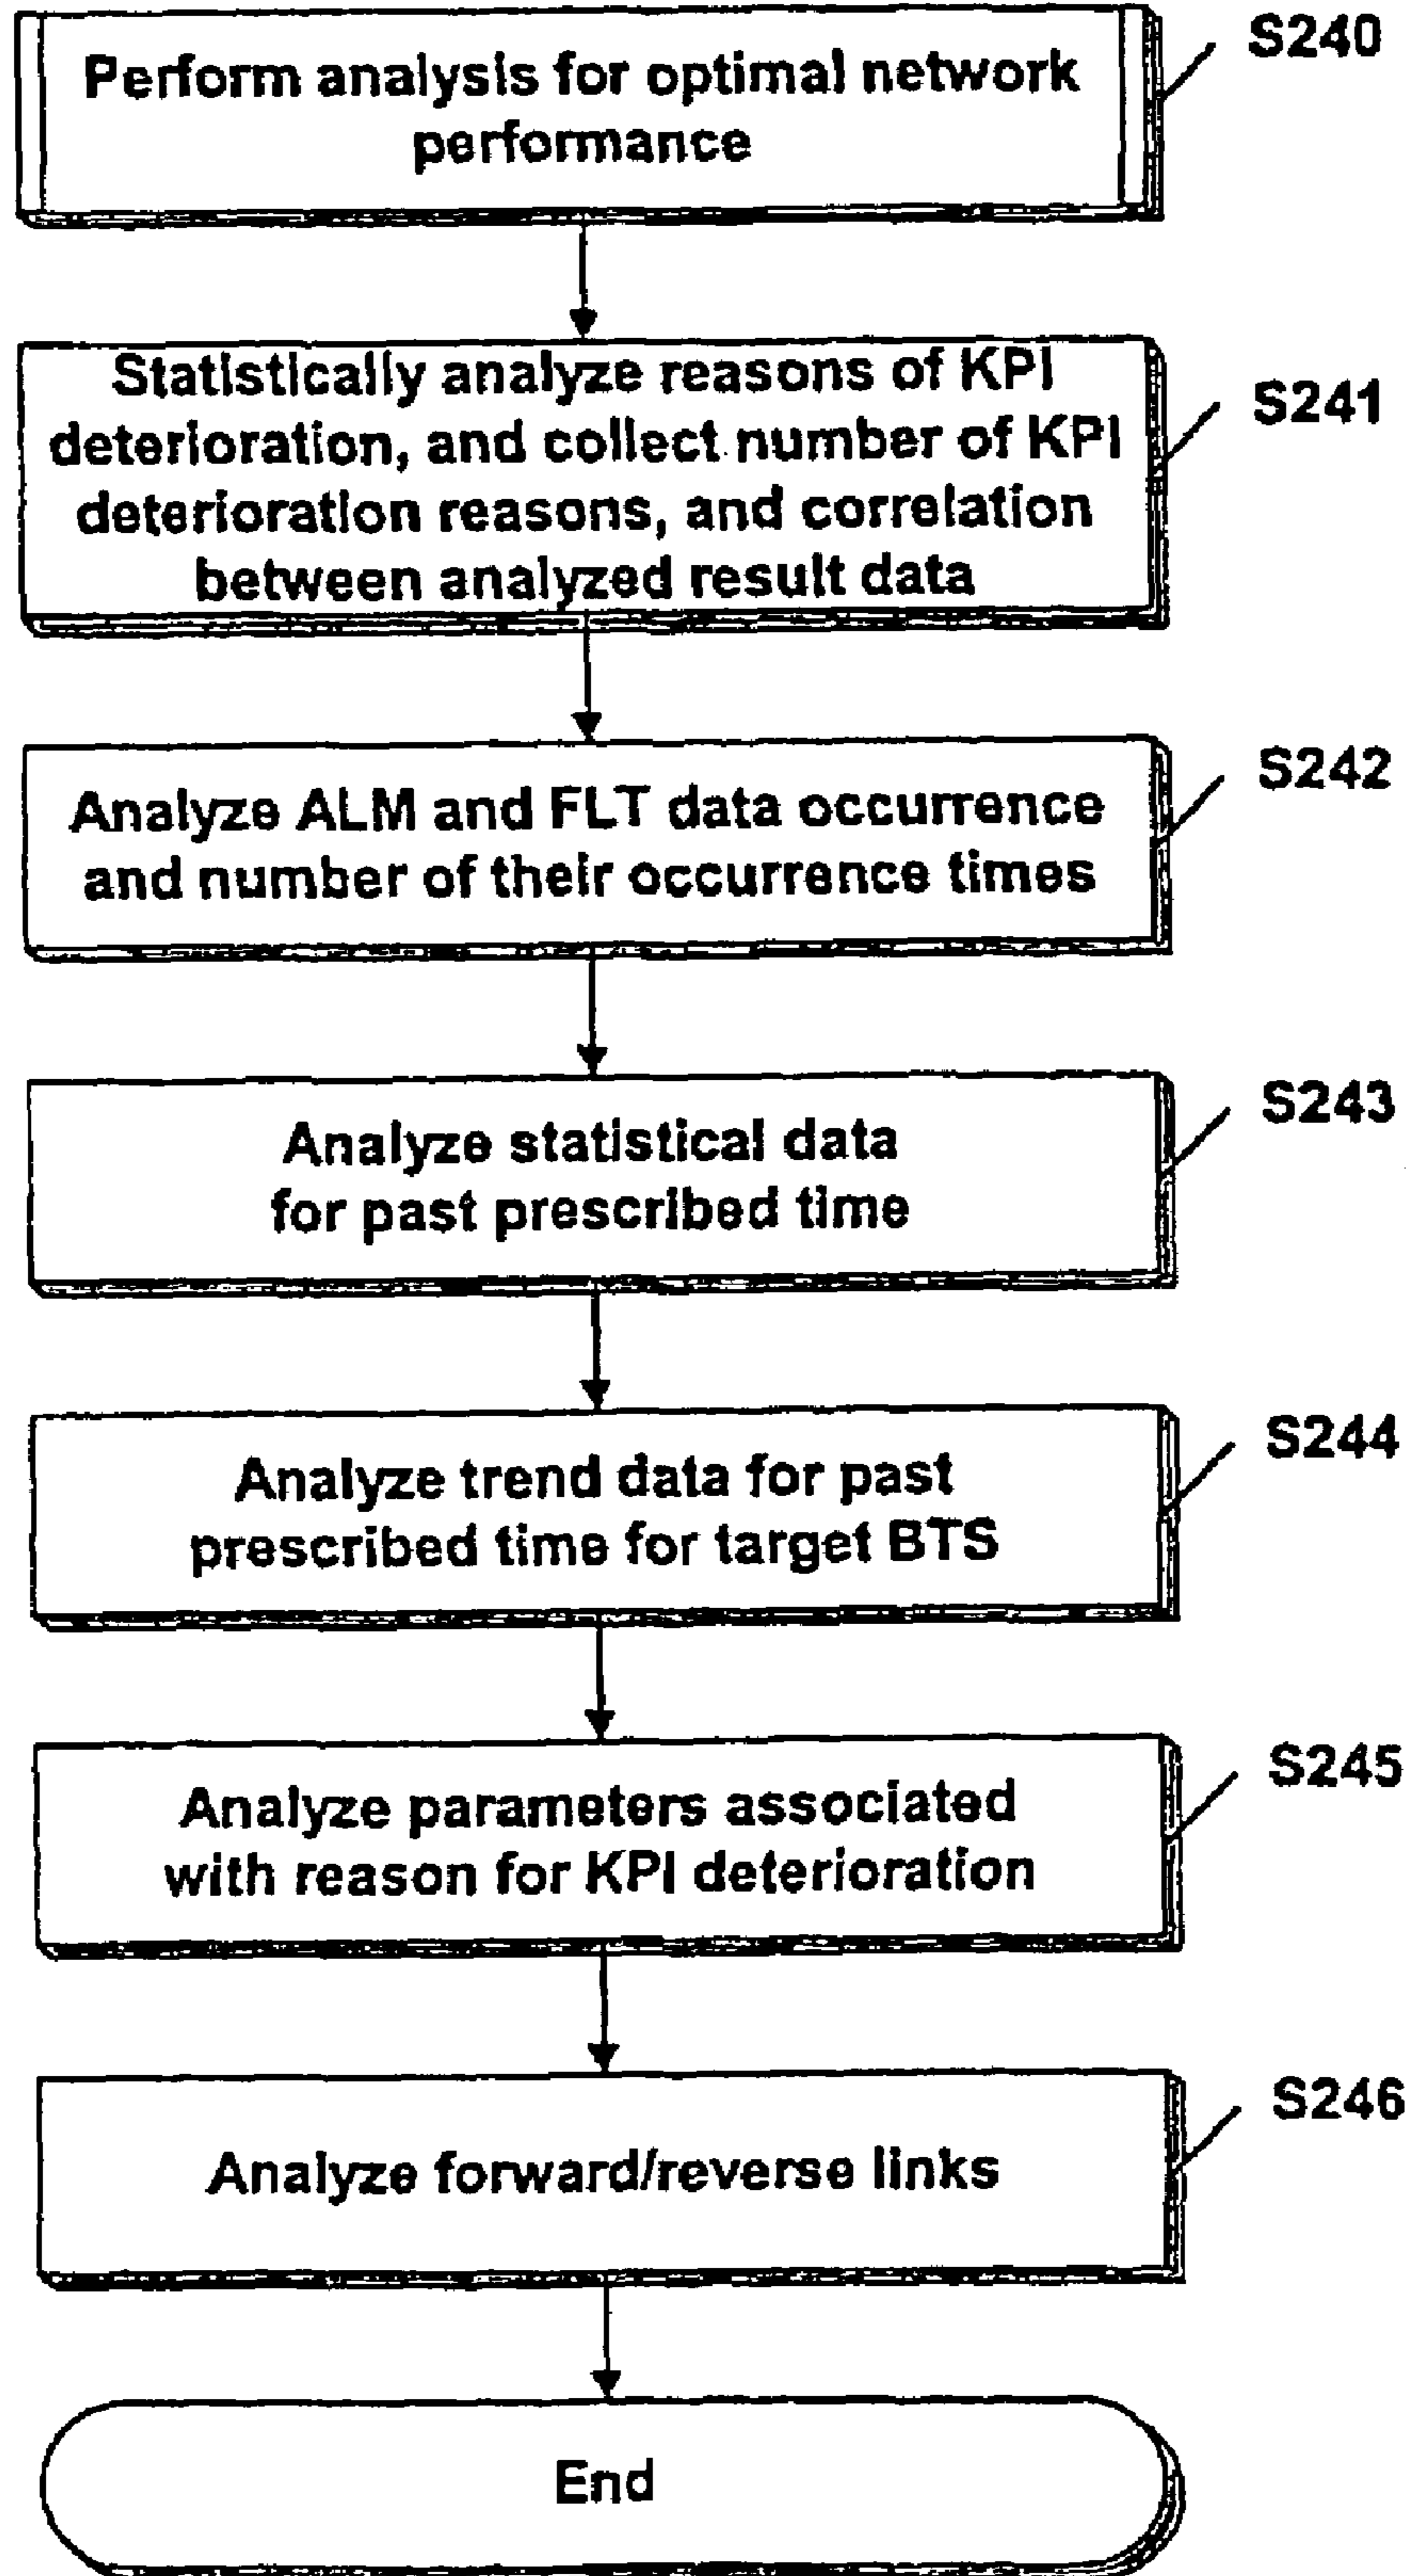 Perform analysis for optimal network
performance
S240
Statistically analyze reasons of KPI
deterioration, and collect number of KPI
deterioration reasons, and correlation
between analyzed result data
S241
Analyze ALM and FLT data occurrence
and number of their occurrence times
S242
Analyze statistical data
for past prescribed time
S243
Analyze trend data for past
prescribed time for target BTS
S244
Analyze parameters associated
with reason for KPI deterioration
S245
Analyze forward/reverse links
S246
End